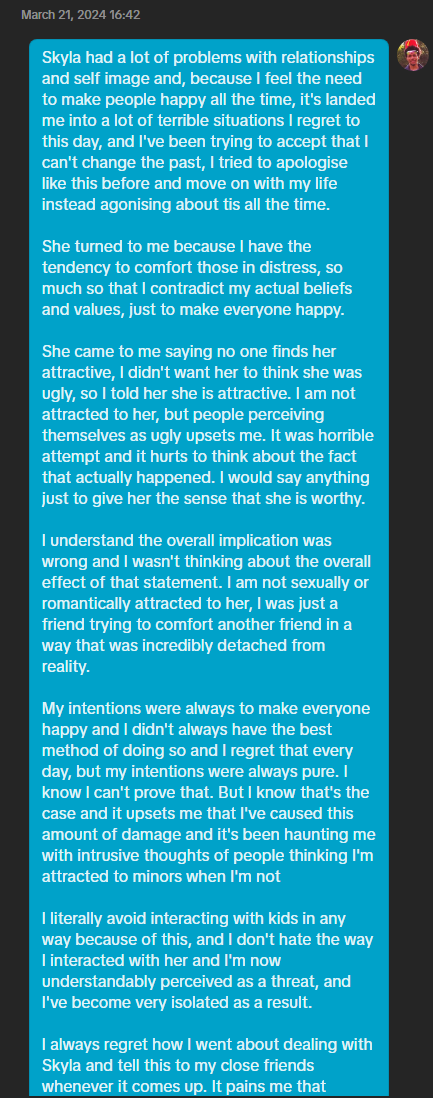 March 21, 2024 16:42
Skyla had a lot of problems with relationships
and self image and, because I feel the need
to make people happy all the time, it's landed
me into a lot of terrible situations I regret to
this day, and I've been trying to accept that I
can't change the past, I tried to apologise
like this before and move on with my life
instead agonising about tis all the time.
She turned to me because I have the
tendency to comfort those in distress, so
much so that I contradict my actual beliefs
and values, just to make everyone happy.
She came to me saying no one finds her
attractive, I didn't want her to think she was
ugly, so I told her she is attractive. I am not
attracted to her, but people perceiving
themselves as ugly upsets me. It was horrible
attempt and it hurts to think about the fact
that actually happened. I would say anything
just to give her the sense that she is worthy.
I understand the overall implication was
wrong and I wasn't thinking about the overall
effect of that statement. I am not sexually or
romantically attracted to her, I was just a
friend trying to comfort another friend in a
way that was incredibly detached from
reality.
My intentions were always to make everyone
happy and I didn't always have the best
method of doing so and I regret that every
day, but my intentions were always pure. I
know I can't prove that. But I know that's the
case and it upsets me that I've caused this
amount of damage and it's been haunting me
with intrusive thoughts of people thinking I'm
attracted to minors when I'm not
I literally avoid interacting with kids in any
way because of this, and I don't hate the way
I interacted with her and I'm now
understandably perceived as a threat, and
I've become very isolated as a result.
I always regret how I went about dealing with
Skyla and tell this to my close friends
whenever it comes up. It pains me that